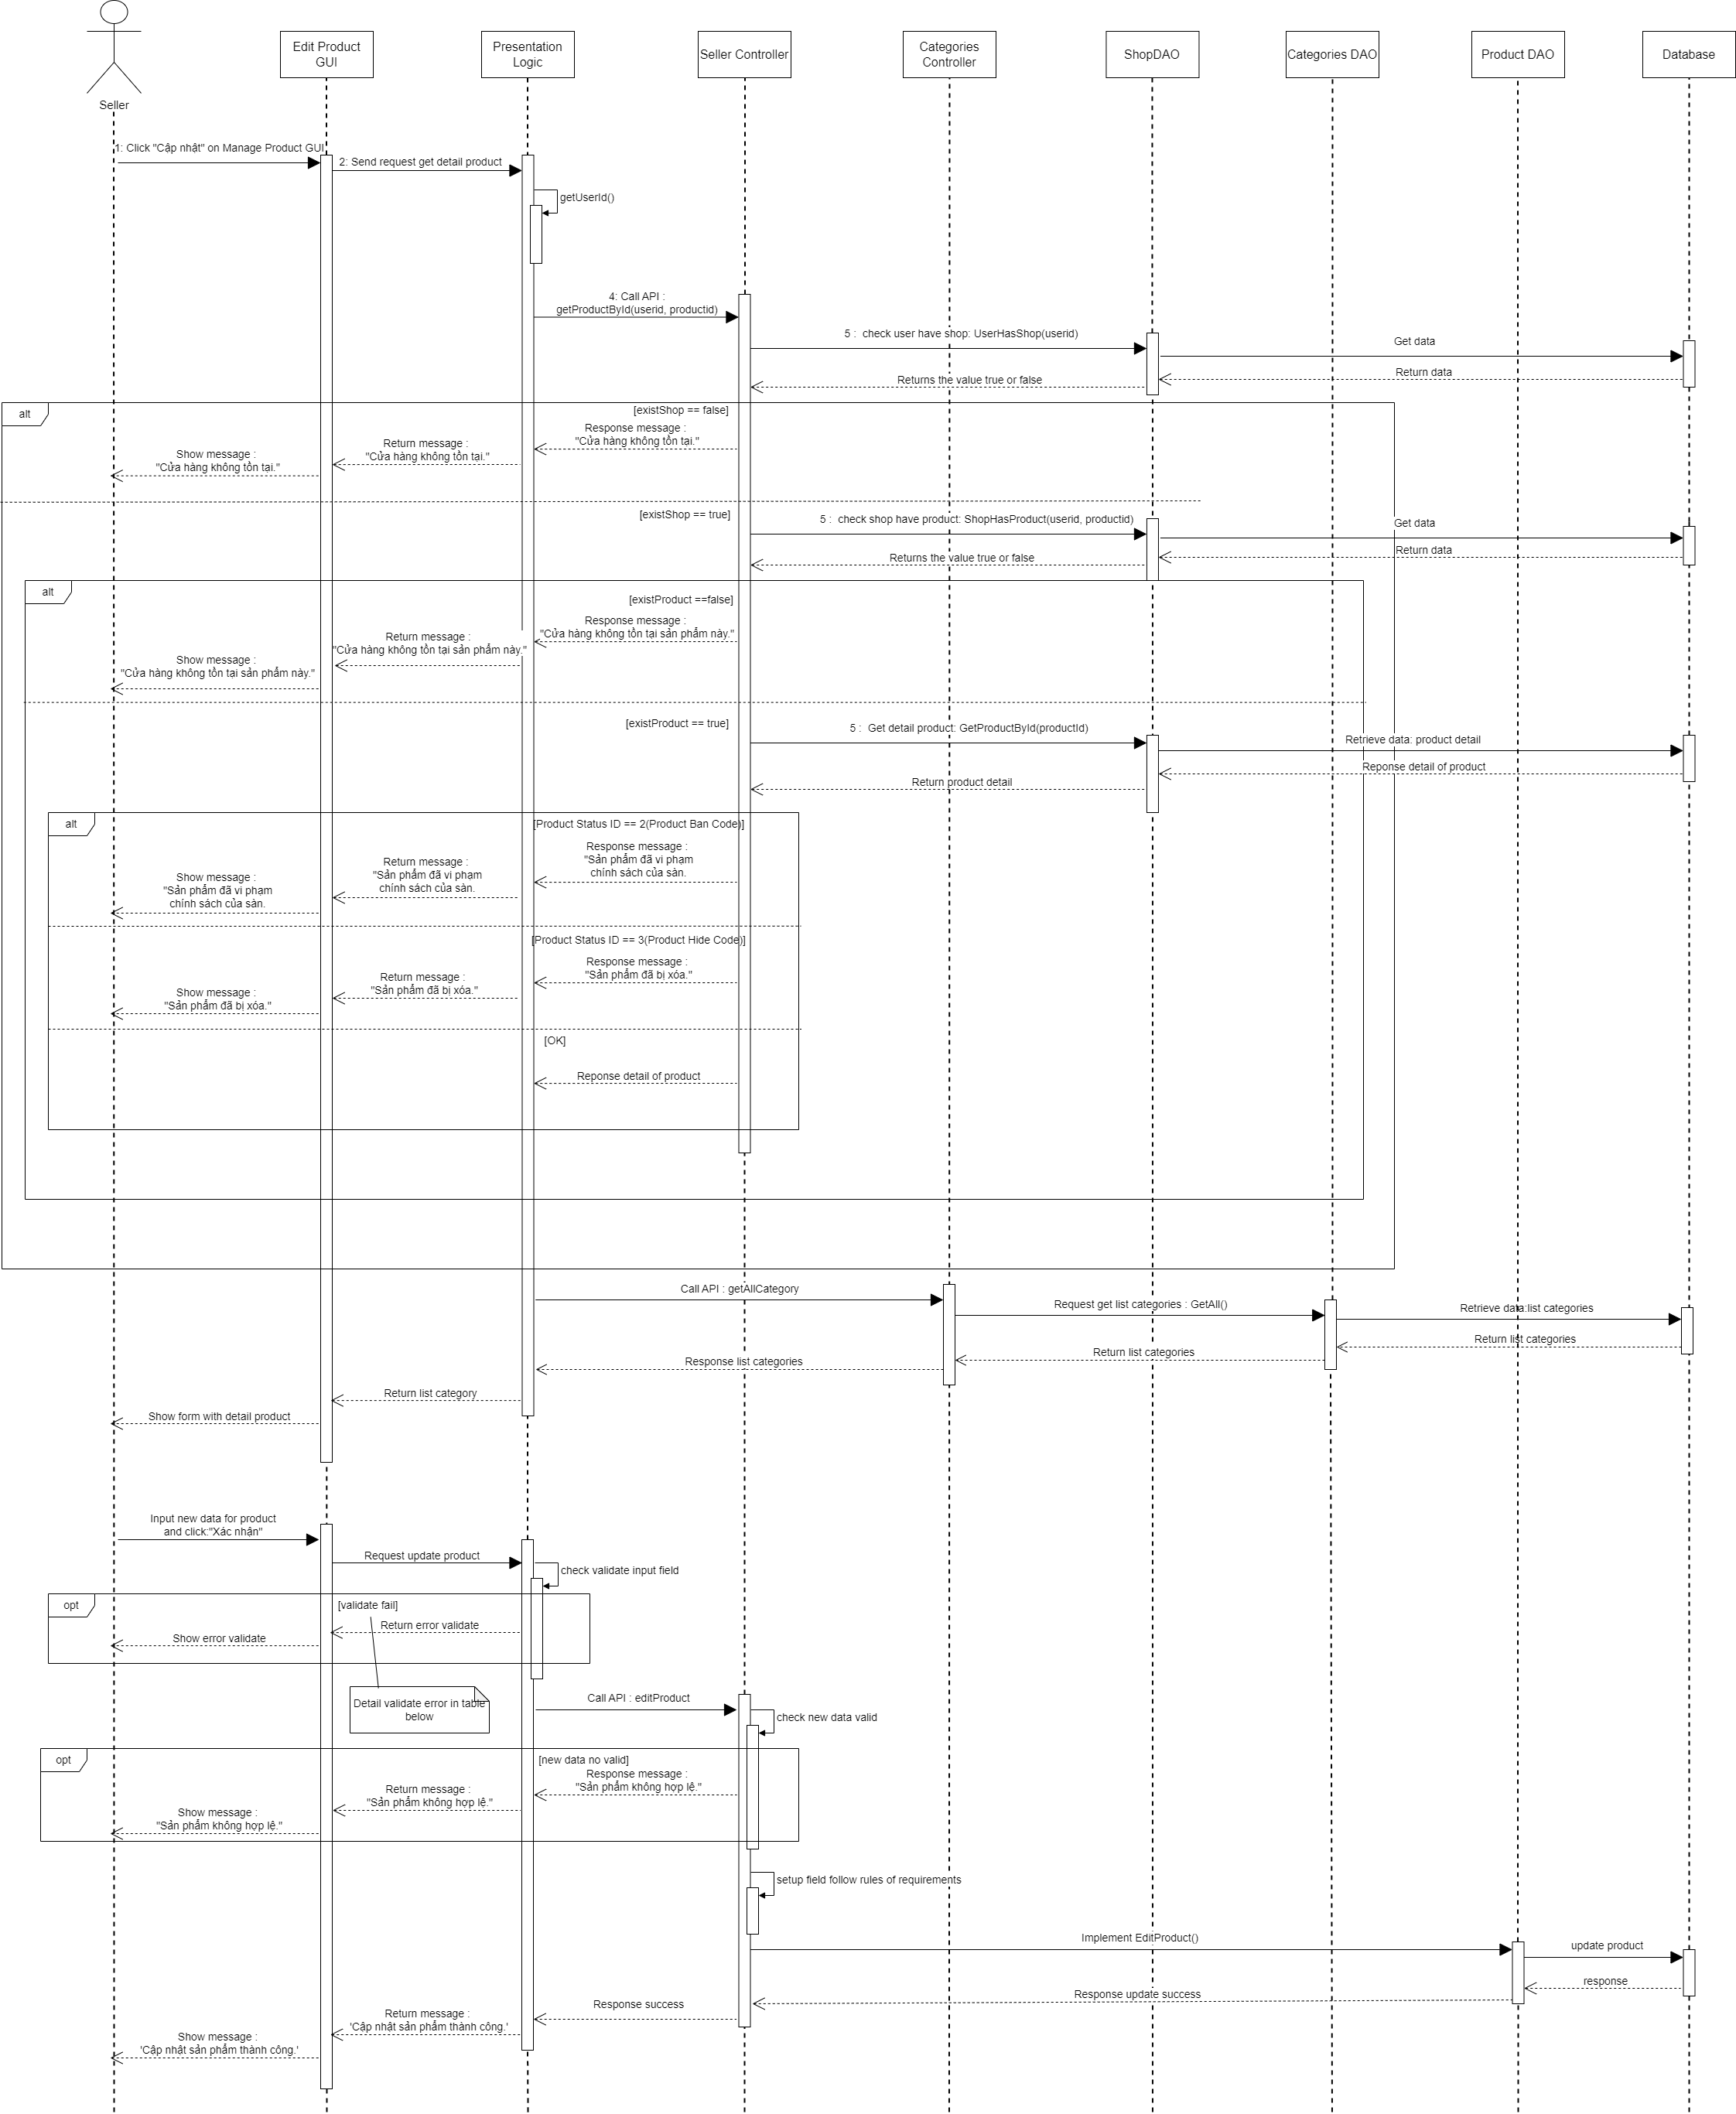 Edit Product
GUI
Presentation
Logic
Seller Controller
Categories
Controller
ShopDAO
Categories DAO
Product DAO
Database
Seller
1: Click "Cập nhật" on Manage Product GUI
2: Send request get detail product
getUserId()
4: Call API :
getProductById(userid, productid)
5 :  check user have shop: UserHasShop(userid)
Get data
Return data
Returns the value true or false
alt
[existShop == false]
Response message :
"Cửa hàng không tồn tại."
Return message :
"Cửa hàng không tồn tại."
Show message :
"Cửa hàng không tồn tại."
[existShop == true]
5 :  check shop have product: ShopHasProduct(userid, productid)
Get data
Return data
Returns the value true or false
alt
[existProduct ==false]
Response message :
"Cửa hàng không tồn tại sản phẩm này."
Return message :
"Cửa hàng không tồn tại sản phẩm này."
Show message :
"Cửa hàng không tồn tại sản phẩm này."
[existProduct == true]
5 :  Get detail product: GetProductById(productId)
Retrieve data: product detail
Reponse detail of product
Return product detail
alt
[Product Status ID == 2(Product Ban Code)]
Response message :
"Sản phẩm đã vi phạm
chính sách của sàn.
Return message :
"Sản phẩm đã vi phạm
chính sách của sàn.
Show message :
"Sản phẩm đã vi phạm
chính sách của sàn.
[Product Status ID == 3(Product Hide Code)]
Response message :
"Sản phẩm đã bị xóa."
Return message :
"Sản phẩm đã bị xóa."
Show message :
"Sản phẩm đã bị xóa."
[OK]
Reponse detail of product
Call API : getAllCategory
Request get list categories : GetAll()
Retrieve data:list categories
Return list categories
Return list categories
Response list categories
Return list category
Show form with detail product
Input new data for product
and click:"Xác nhận"
Request update product
check validate input field
opt
[validate fail]
Return error validate
Show error validate
Detail validate error in table
below
Call API : editProduct
check new data valid
opt
[new data no valid]
Response message :
"Sản phẩm không hợp lệ."
Return message :
"Sản phẩm không hợp lệ."
Show message :
"Sản phẩm không hợp lệ."
setup field follow rules of requirements
Implement EditProduct()
update product
response
Response update success
Response success
Return message :
'Cập nhật sản phẩm thành công.'
Show message :
'Cập nhật sản phẩm thành công.'